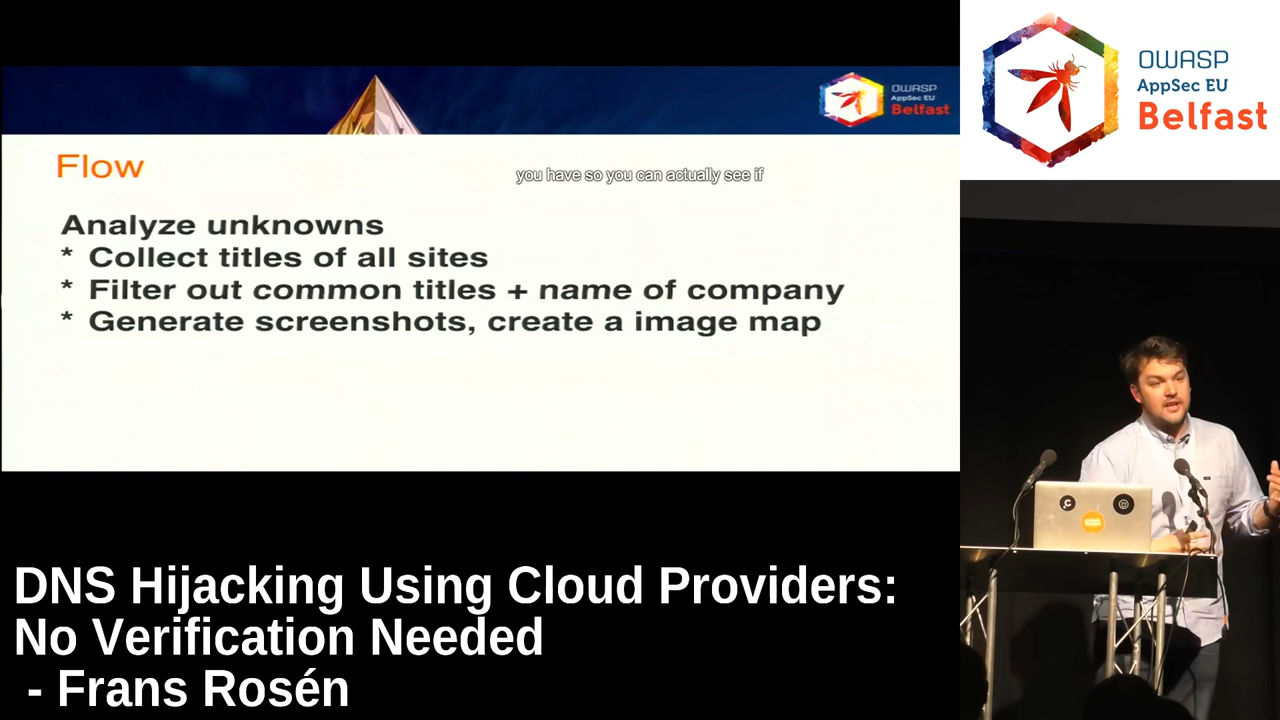 OWASP
AppSec EU
Belfast
OWASP
AppSec EU
Belfast
Flow
you have so you can actually see if
Analyze unknowns
* Collect titles of all sites
* Filter out common titles + name of company
* Generate screenshots, create a image map
DNS Hijacking Using Cloud Providers:
No Verification Needed
- Frans Rosén